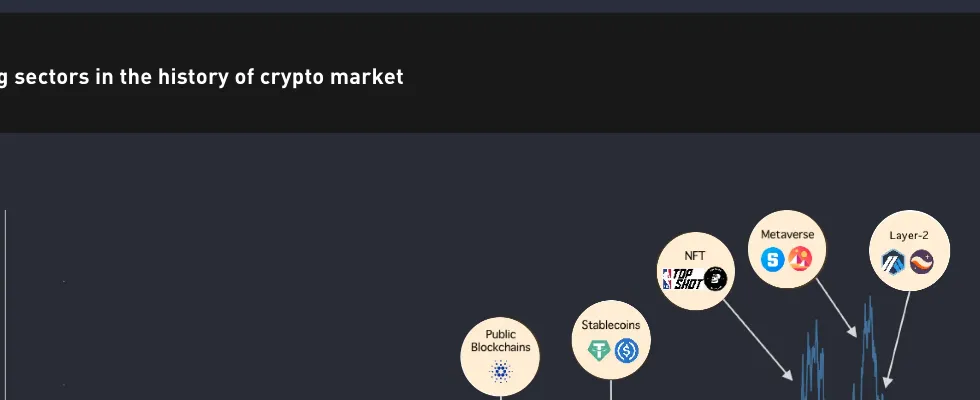 g sectors in the history of crypto market
Metaverse
Layer-2
NFT
TOP
SHOT
Stablecoins
Public
Blockchains